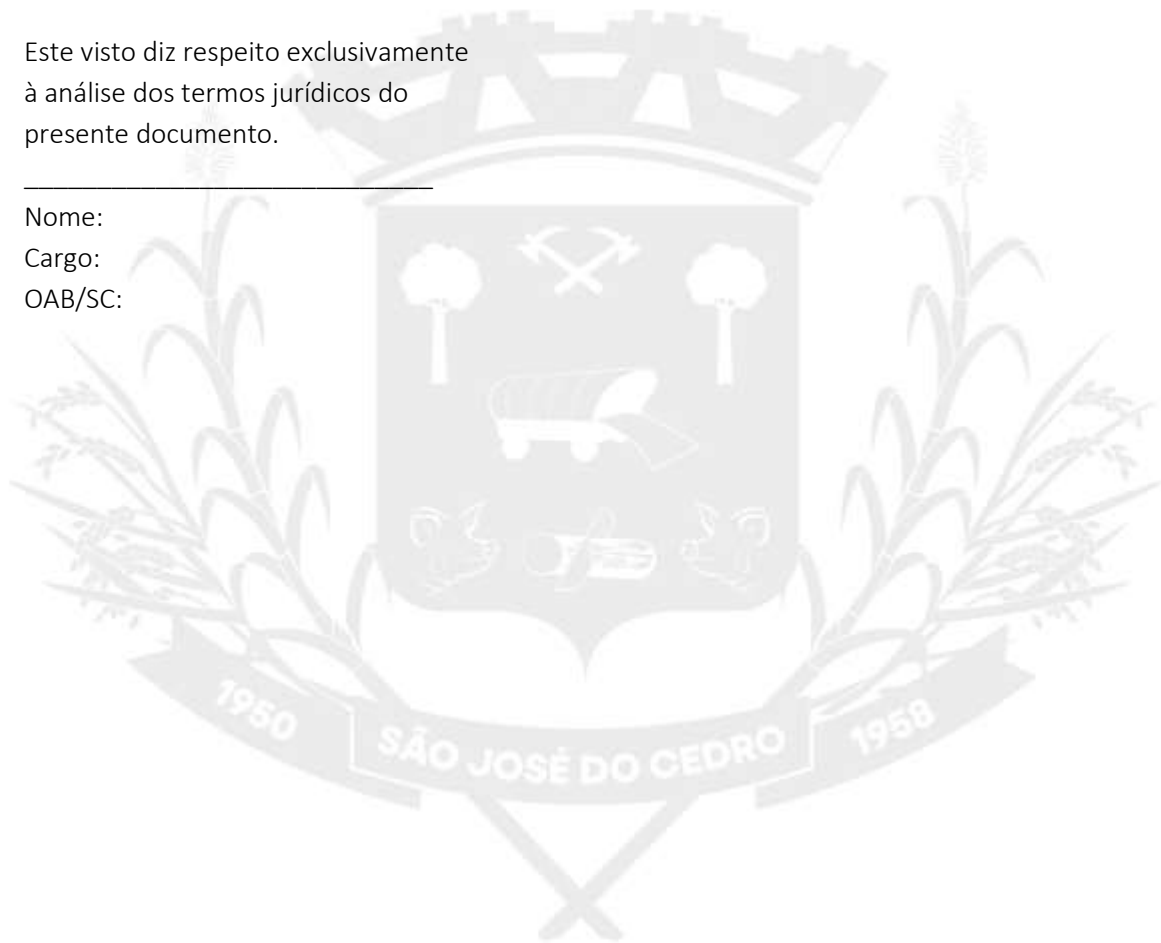 Este visto diz respeito exclusivamente
à análise dos termos jurídicos do
presente documento.
____________________________
Nome:
Cargo:
OAB/SC:
1950
SÃO JOSÉ DO CEDRO
1958